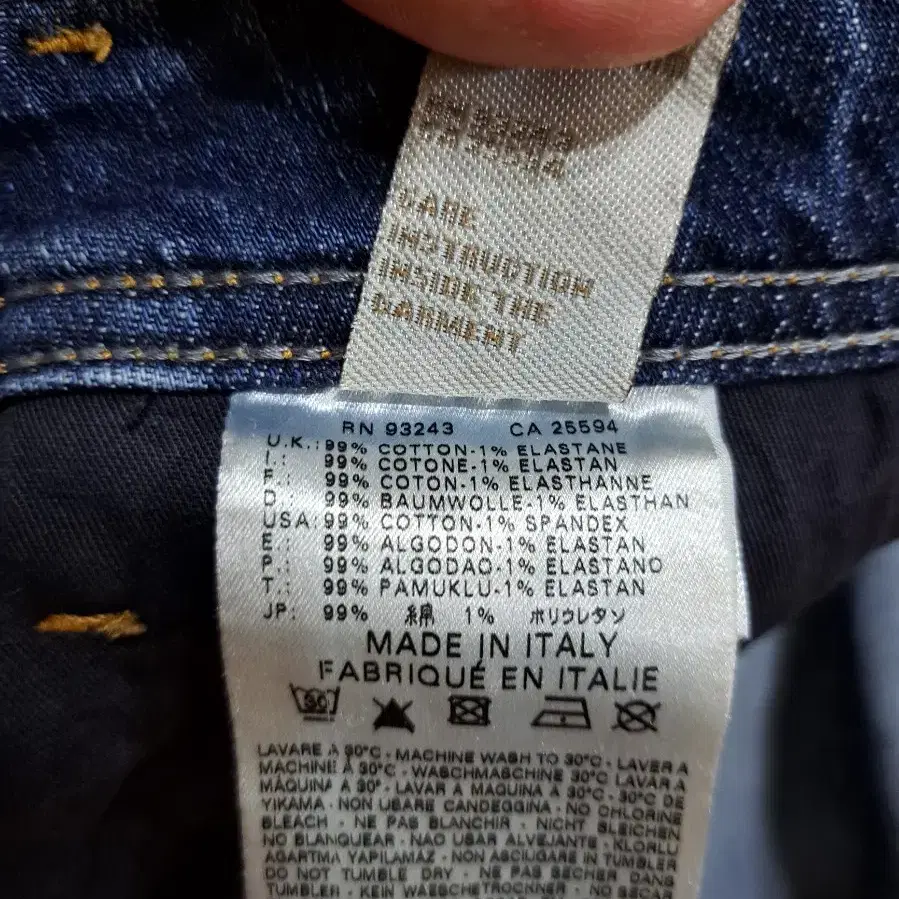 CARE
INSTRUCTION
INSIDE THE
GARMENT
RN 93243 CA 25594
U.K.: 99% COTTON-1% ELASTANE
I.: 99% COTONE-1% ELASTAN
F.: 99% COTON-1% ELASTHANNE
D.: 99% BAUMWOLLE-1% ELASTHAN
USA: 99% COTTON-1% SPANDEX
E.: 99% ALGODON-1% ELASTAN
P.: 99% ALGODAO-1% ELASTANO
T.: 99% PAMUKLU-1% ELASTAN
JP: 99% 綿 1% ポリウレタン
MADE IN ITALY
FABRIQUÉ EN ITALIE
30
LAVARE A 30°C - MACHINE WASH TO 30°C - LAVER A
MACHINE À 30°C - WASCHMASCHINE 30°C LAVAR A
MÁQUINA A 30° - LAVAR A MAQUINA A 30°C - 30°C DE
YIKAMA - NON USARE CANDEGGINA - NO CHLORINE
BLEACH - NE PAS BLANCHIR - NICHT BLEICHEN
NO BLANQUEAR - NAO USAR ALVEJANTE - KLORLU
AGARTMA YAPILAMAZ - NON ASCIUGARE IN TUMBLER
DO NOT TUMBLE DRY - NE PAS SECHER DANS
TUMBLER - KEIN WAESCHETROCKNER - NO SECAR